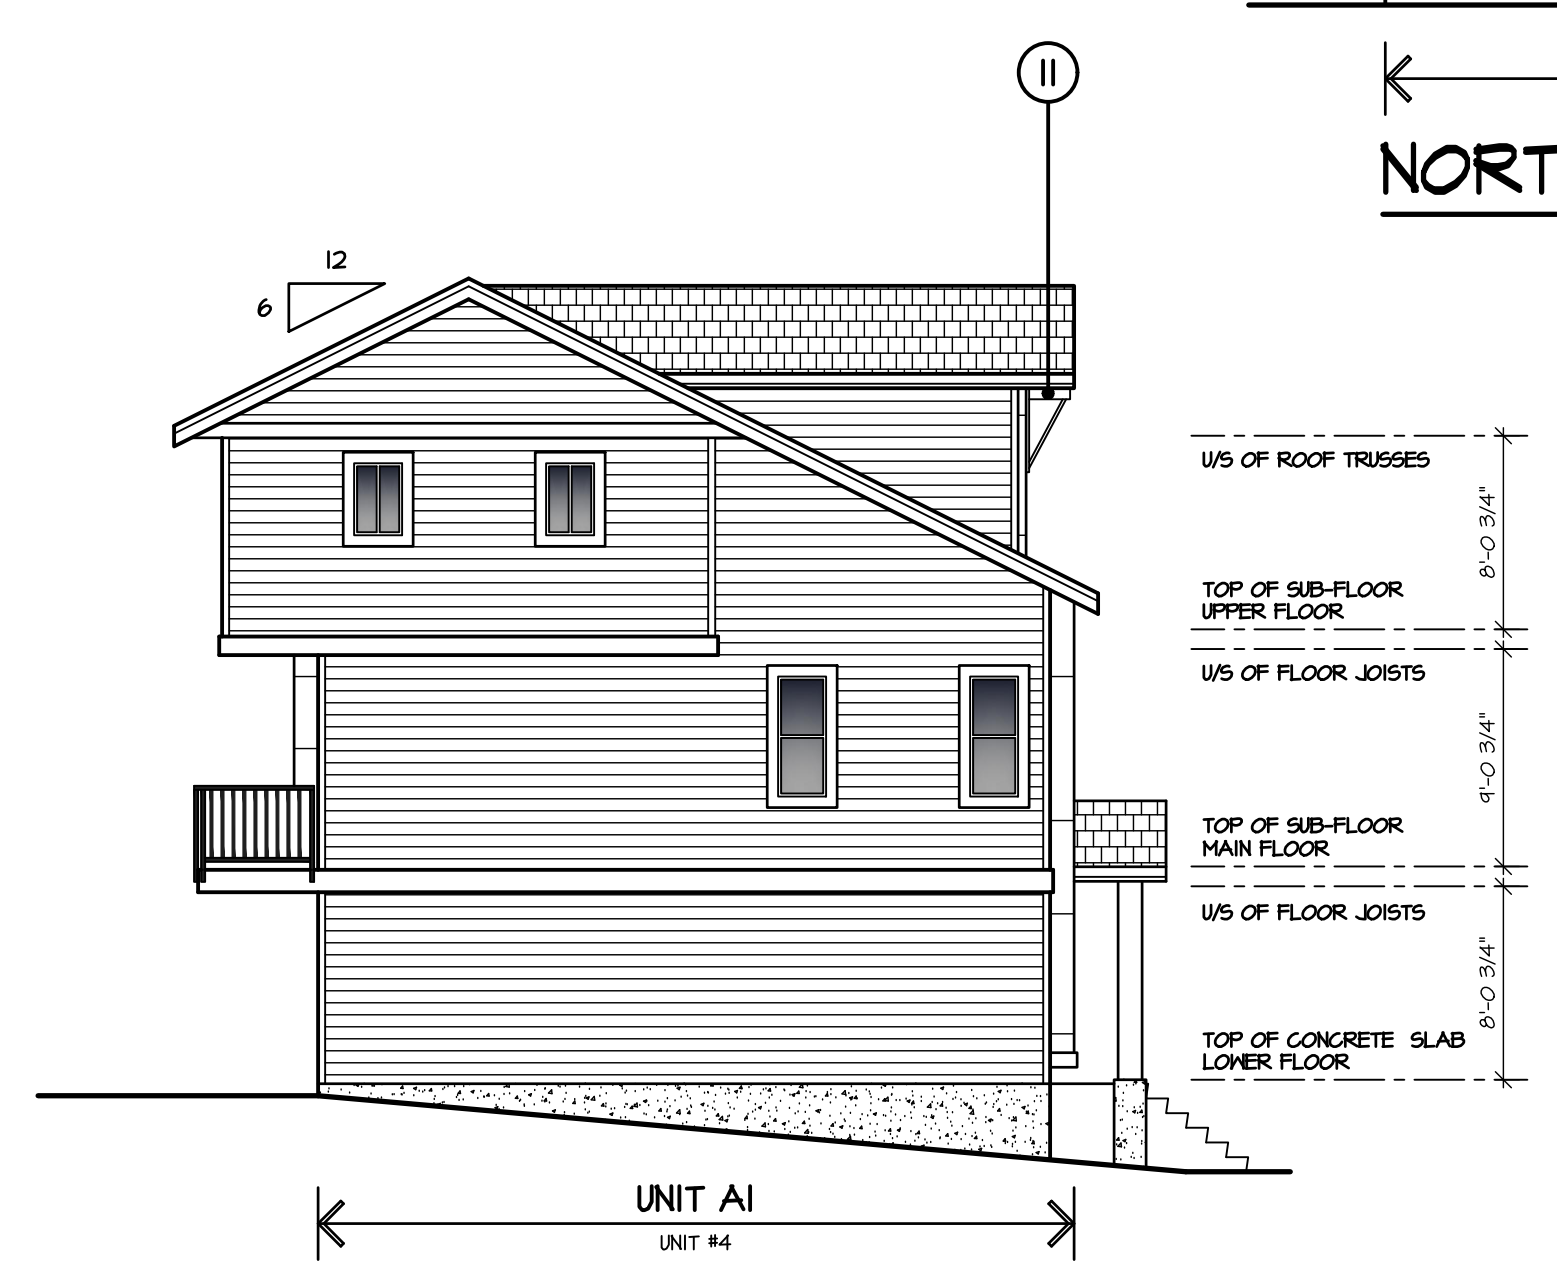 11
NORT
12
6
U/S OF ROOF TRUSSES
8'-0 3/4"
TOP OF SUB-FLOOR
UPPER FLOOR
U/S OF FLOOR JOISTS
9'-0 3/4"
TOP OF SUB-FLOOR
MAIN FLOOR
U/S OF FLOOR JOISTS
8'-0 3/4"
TOP OF CONCRETE SLAB
LOWER FLOOR
UNIT A1
UNIT #4